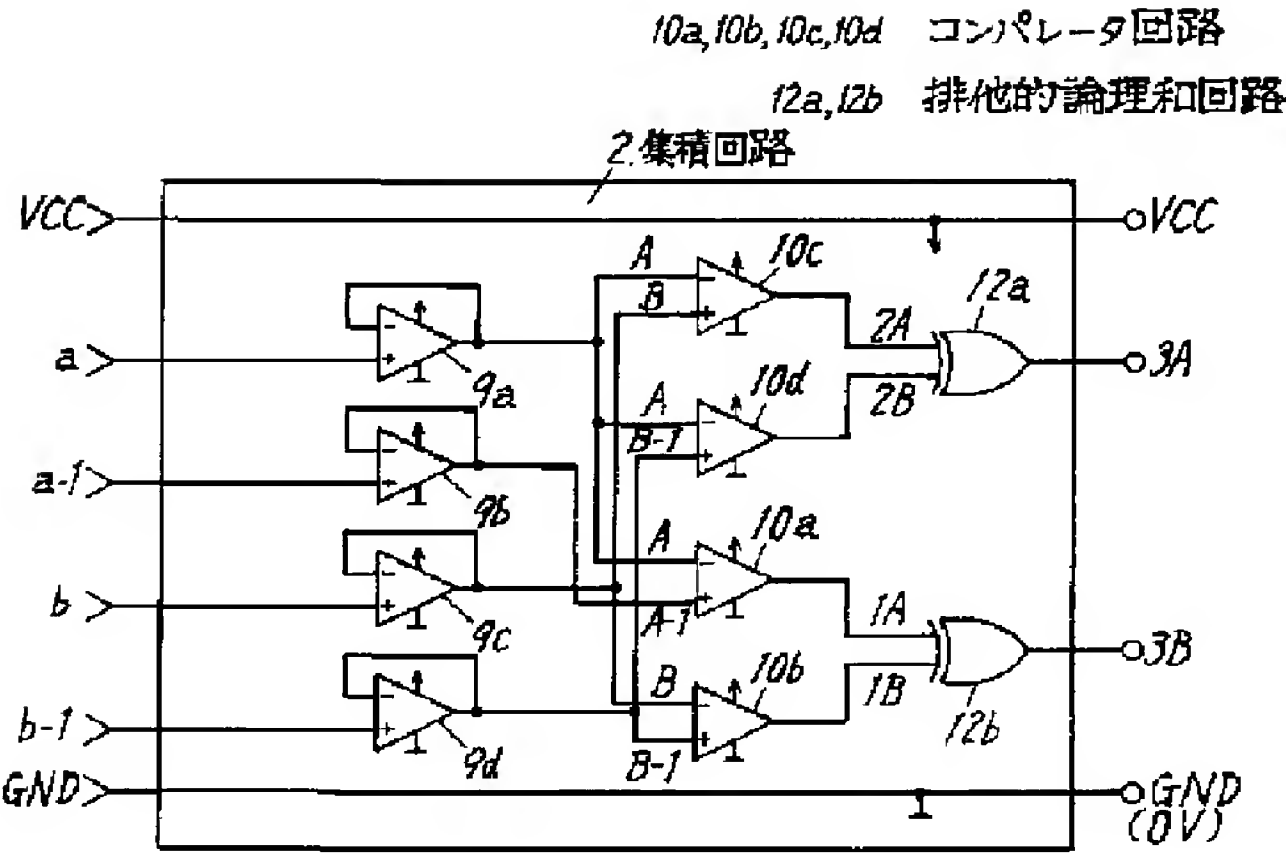 10a,10b,10c,10d コンパレータ回路
12a,12b 排他的論理和回路
2.集積回路
VCC
VCC
A
10c
B
12a
2A
a
3A
9a
A
10d
2B
B-1
a-1
9b
A
10a
b
A-1
1A
9c
3B
B
10b
1B
b-1
12b
9d
B-1
GND
GND
(0V)